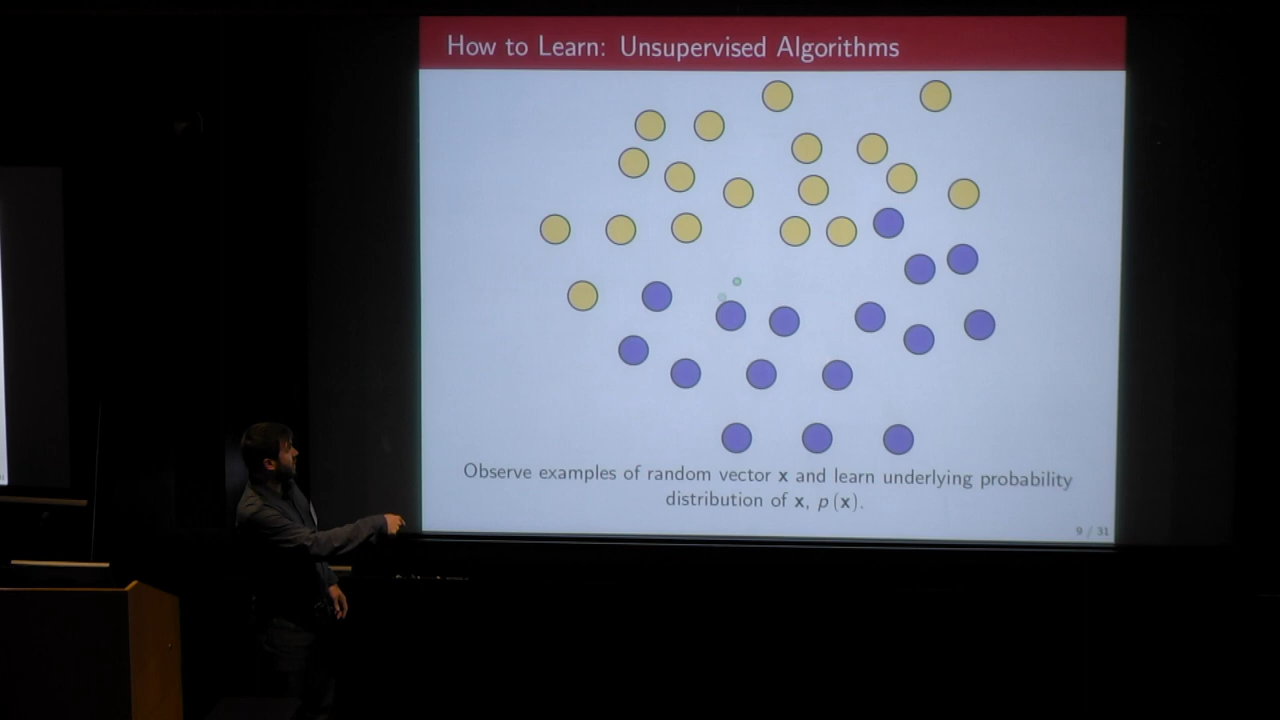 How to Learn: Unsupervised Algorithms
Observe examples of random vector x and learn underlying probability
distribution of x, p (x).
9 / 31